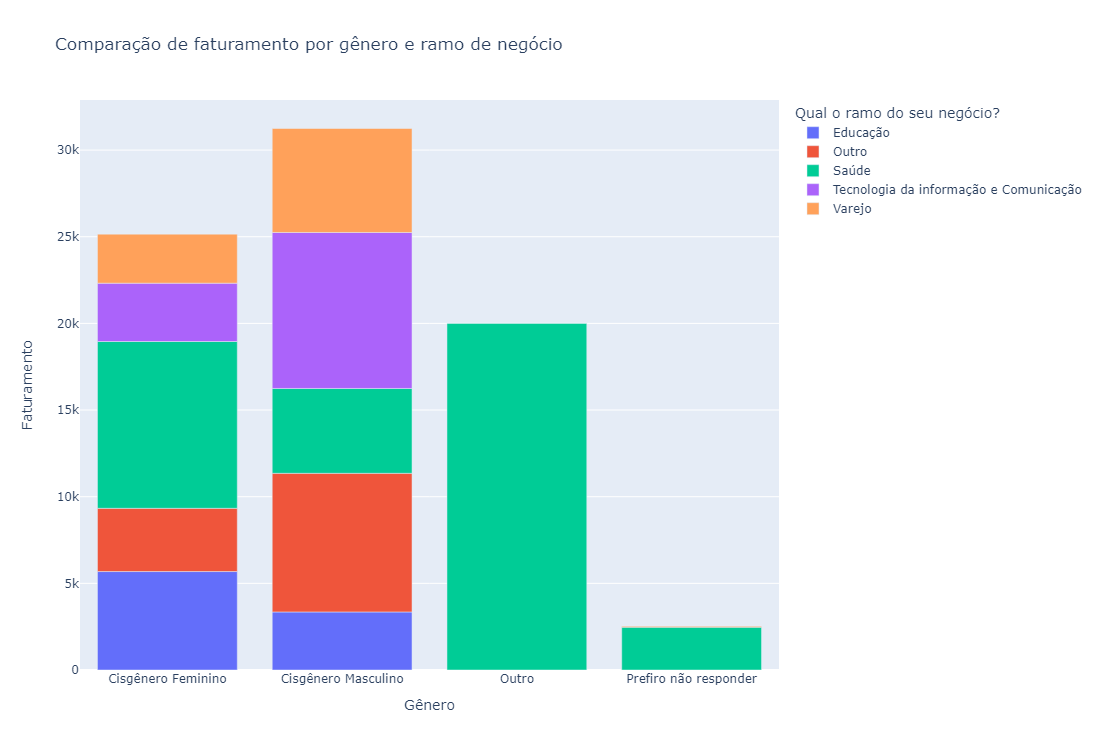 Comparação de faturamento por gênero e ramo de negócio
Qual o ramo do seu negócio?
Educação
Outro
Saúde
Tecnologia da informação e Comunicação
Varejo
Faturamento
30k
25k
20k
15k
10k
5k
0
Cisgênero Feminino
Cisgênero Masculino
Outro
Prefiro não responder
Gênero